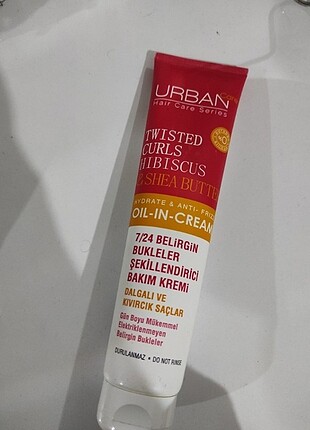 URBAN Care
Hair Care Series
TWISTED
CURLS
HIBISCUS
& SHEA BUTTE
HYDRATE & ANTI-FRIZZ
OIL-IN-CREAM
7/24 BELİRGİN
BUKLELER
ŞEKİLLENDİRİCİ
BAKIM KREMİ
DALGALI VE
KIVIRCIK SAÇLAR
Gün Boyu Mükemmel
Elektriklenmeyen
Belirgin Bukleler
DURULANMAZ • DO NOT RINSE